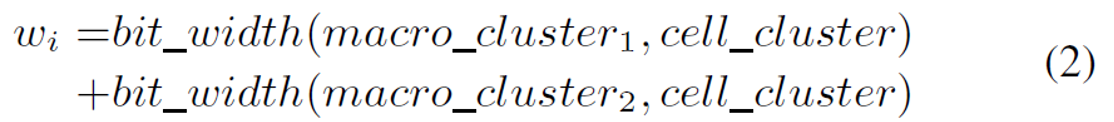 w_i =bit_width(macro_cluster_1, cell_cluster)
+bit_width(macro_cluster_2, cell_cluster) (2)